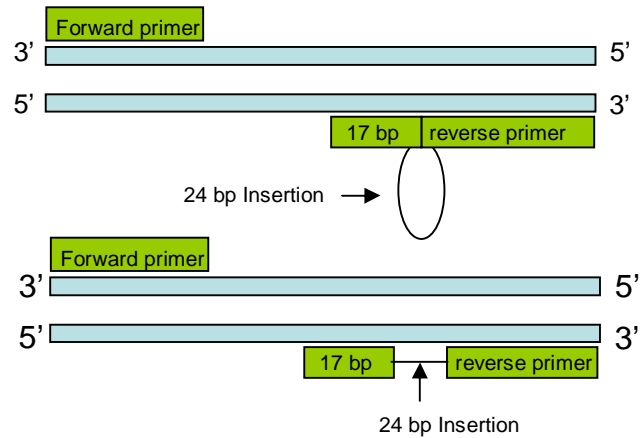 Forward primer
3’ 5’
5’ 3’
17 bp reverse primer
24 bp Insertion
Forward primer
3’ 5’
5’ 3’
17 bp reverse primer
24 bp Insertion